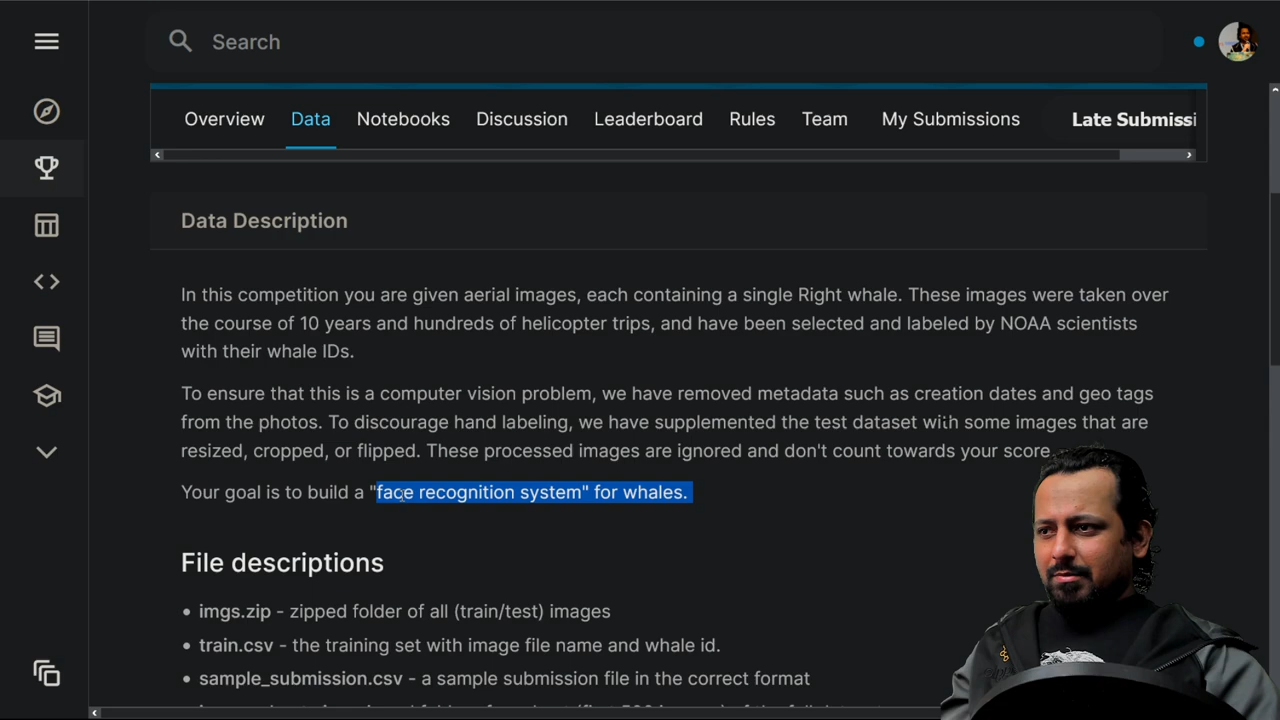 Search
Overview Data Notebooks Discussion Leaderboard Rules Team My Submissions Late Submissi
Data Description
In this competition you are given aerial images, each containing a single Right whale. These images were taken over
the course of 10 years and hundreds of helicopter trips, and have been selected and labeled by NOAA scientists
with their whale IDs.
To ensure that this is a computer vision problem, we have removed metadata such as creation dates and geo tags
from the photos. To discourage hand labeling, we have supplemented the test dataset with some images that are
resized, cropped, or flipped. These processed images are ignored and don't count towards your score.
Your goal is to build a "face recognition system" for whales.
File descriptions
• imgs.zip - zipped folder of all (train/test) images
• train.csv - the training set with image file name and whale id.
• sample_submission.csv - a sample submission file in the correct format